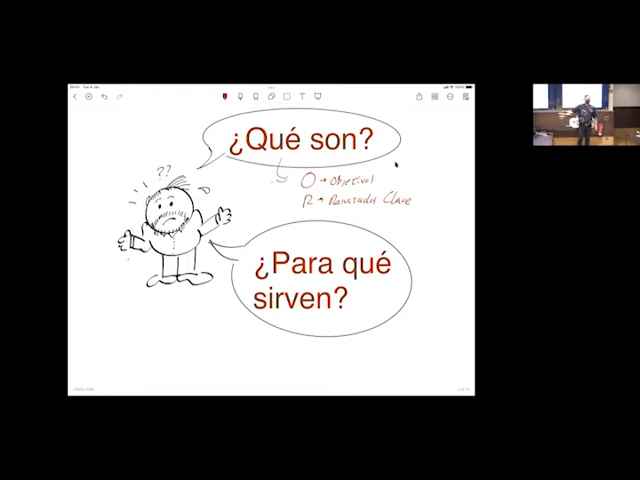 ¿Qué son?
??
O → Objetivos
R → Resultados Clave
¿Para qué
sirven?